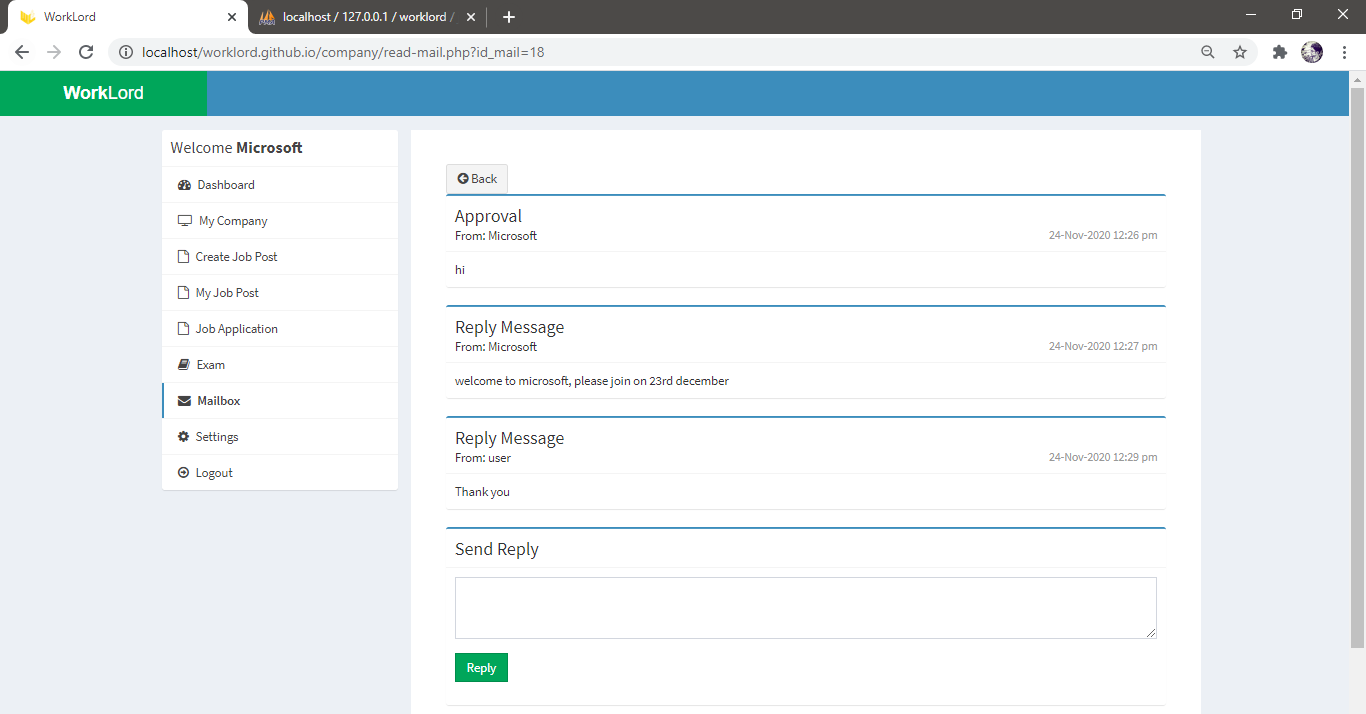 WorkLord
localhost / 127.0.0.1 / worklord /
localhost/worklord.github.io/company/read-mail.php?id_mail=18
WorkLord
Welcome Microsoft
Dashboard
My Company
Create Job Post
My Job Post
Job Application
Exam
Mailbox
Settings
Logout
Back
Approval
From: Microsoft
24-Nov-2020 12:26 pm
hi
Reply Message
From: Microsoft
24-Nov-2020 12:27 pm
welcome to microsoft, please join on 23rd december
Reply Message
From: user
24-Nov-2020 12:29 pm
Thank you
Send Reply
Reply